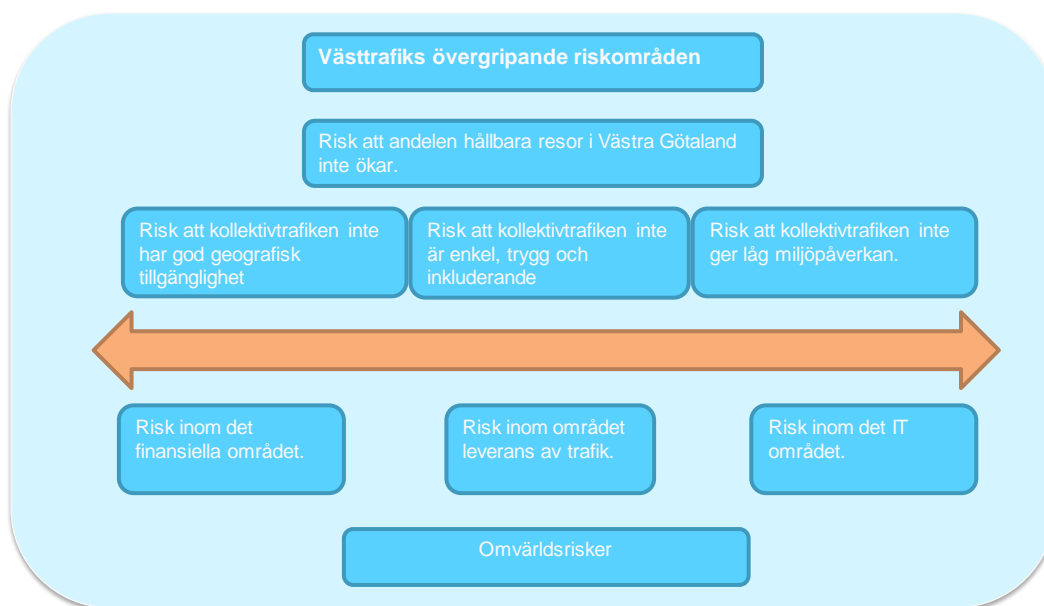 Västtrafiks övergripande riskområden
Risk att andelen hållbara resor i Västra Götaland
inte ökar.
Risk att kollektivtrafiken inte
har god geografisk
tillgänglighet
Risk att kollektivtrafiken inte
är enkel, trygg och
inkluderande
Risk att kollektivtrafiken inte
ger låg miljöpåverkan.
Risk inom det
finansiella området.
Risk inom området
leverans av trafik.
Risk inom det IT
området.
Omvärldsrisker